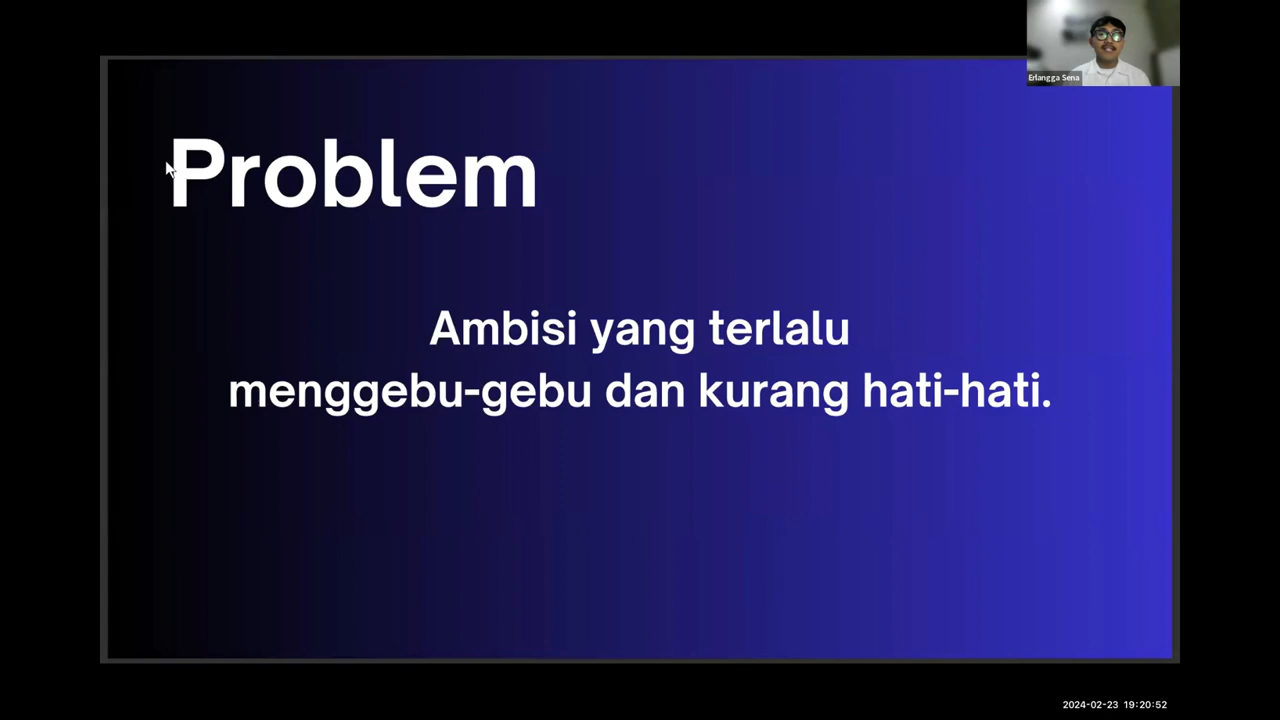 Erlangga Sena
Problem
Ambisi yang terlalu
menggebu-gebu dan kurang hati-hati.
2024-02-23 19:20:52